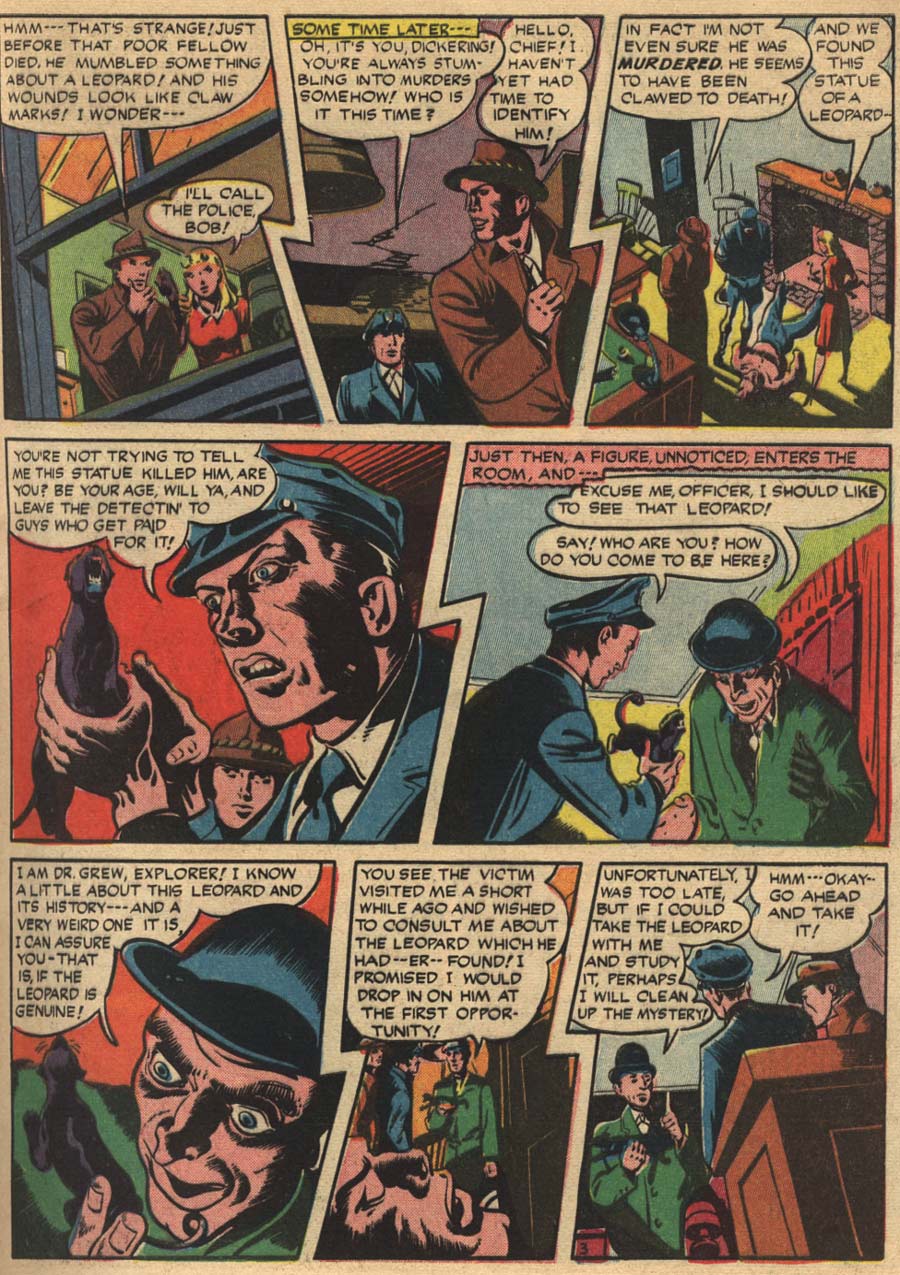 HMM---THAT'S STRANGE! JUST
BEFORE THAT POOR FELLOW
DIED, HE MUMBLED SOMETHING
ABOUT A LEOPARD! AND HIS
WOUNDS LOOK LIKE CLAW
MARKS! I WONDER---
I'LL CALL
THE POLICE,
BOB!
SOME TIME LATER---
OH, IT'S YOU, DICKERING!
YOU'RE ALWAYS STUM-
BLING INTO MURDERS
SOMEHOW! WHO IS
IT THIS TIME?
HELLO,
CHIEF! I
HAVEN'T
YET HAD
TIME TO
IDENTIFY
HIM!
IN FACT I'M NOT
EVEN SURE HE WAS
MURDERED. HE SEEMS
TO HAVE BEEN
CLAWED TO DEATH!
AND WE
FOUND
THIS
STATUE
OF A
LEOPARD-
YOU'RE NOT TRYING TO TELL
ME THIS STATUE KILLED HIM, ARE
YOU? BE YOUR AGE, WILL YA, AND
LEAVE THE DETECTIN' TO
GUYS WHO GET PAID
FOR IT!
JUST THEN, A FIGURE, UNNOTICED, ENTERS THE
ROOM, AND---
EXCUSE ME, OFFICER, I SHOULD LIKE
TO SEE THAT LEOPARD!
SAY! WHO ARE YOU? HOW
DO YOU COME TO BE HERE?
I AM DR. GREW, EXPLORER! I KNOW
A LITTLE ABOUT THIS LEOPARD AND
ITS HISTORY---AND A
VERY WEIRD ONE IT IS,
I CAN ASSURE
YOU-THAT
IS, IF THE
LEOPARD IS
GENUINE!
YOU SEE, THE VICTIM
VISITED ME A SHORT
WHILE AGO AND WISHED
TO CONSULT ME ABOUT
THE LEOPARD WHICH HE
HAD--ER--FOUND! I
PROMISED I WOULD
DROP IN ON HIM AT
THE FIRST OPPOR-
TUNITY!
UNFORTUNATELY, I
WAS TOO LATE,
BUT IF I COULD
TAKE THE LEOPARD
WITH ME
AND STUDY
IT, PERHAPS
I WILL CLEAN
UP THE MYSTERY!
HMM---OKAY--
GO AHEAD
AND TAKE
IT!
3